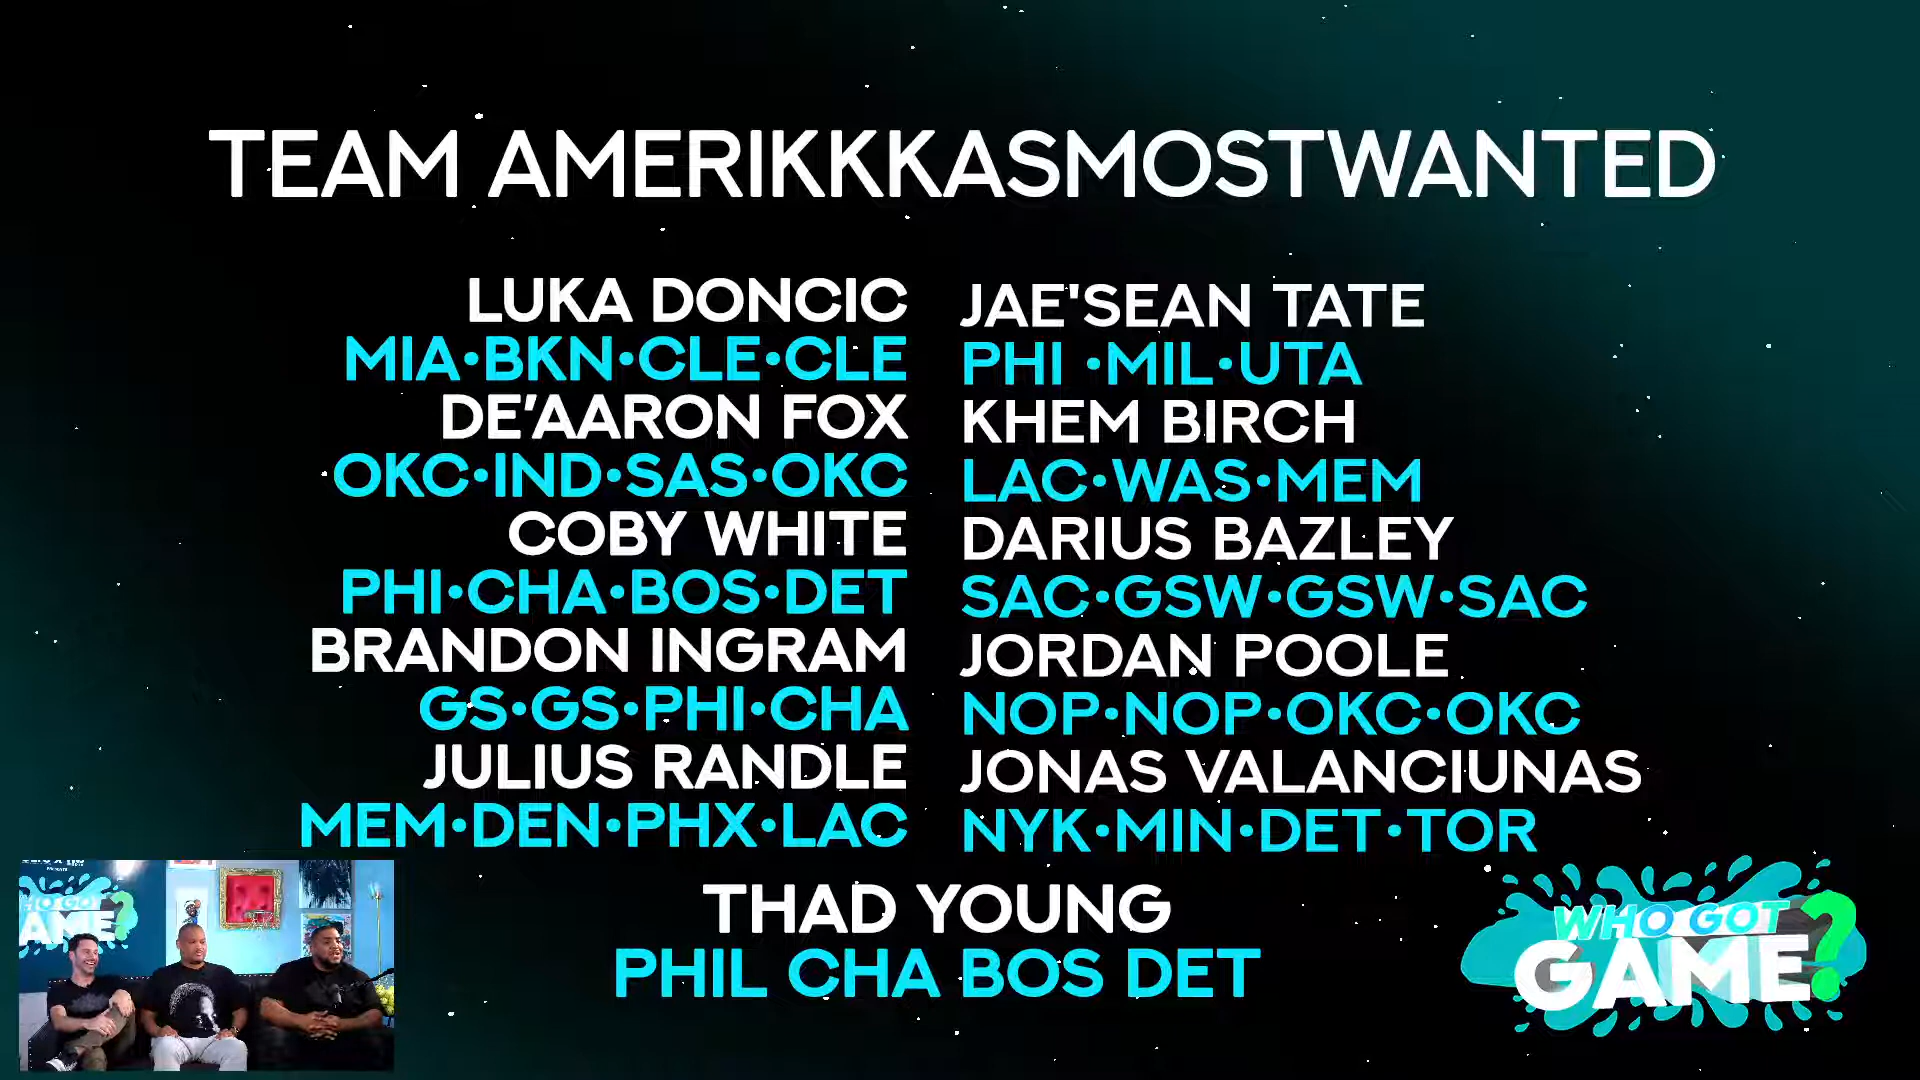 TEAM AMERIKKKASMOSTWANTED
LUKA DONCIC
MIA•BKN•CLE•CLE
DE'AARON FOX
OKC•IND•SAS•OKC
COBY WHITE
PHI•CHA•BOS•DET
BRANDON INGRAM
GS•GS•PHI•CHA
JULIUS RANDLE
MEM•DEN•PHX•LAC
JAE'SEAN TATE
PHI •MIL•UTA
KHEM BIRCH
LAC•WAS•MEM
DARIUS BAZLEY
SAC•GSW•GSW•SAC
JORDAN POOLE
NOP•NOP•OKC•OKC
JONAS VALANCIUNAS
NYK•MIN•DET•TOR
THAD YOUNG
PHIL CHA BOS DET
WHO GOT
GAME?